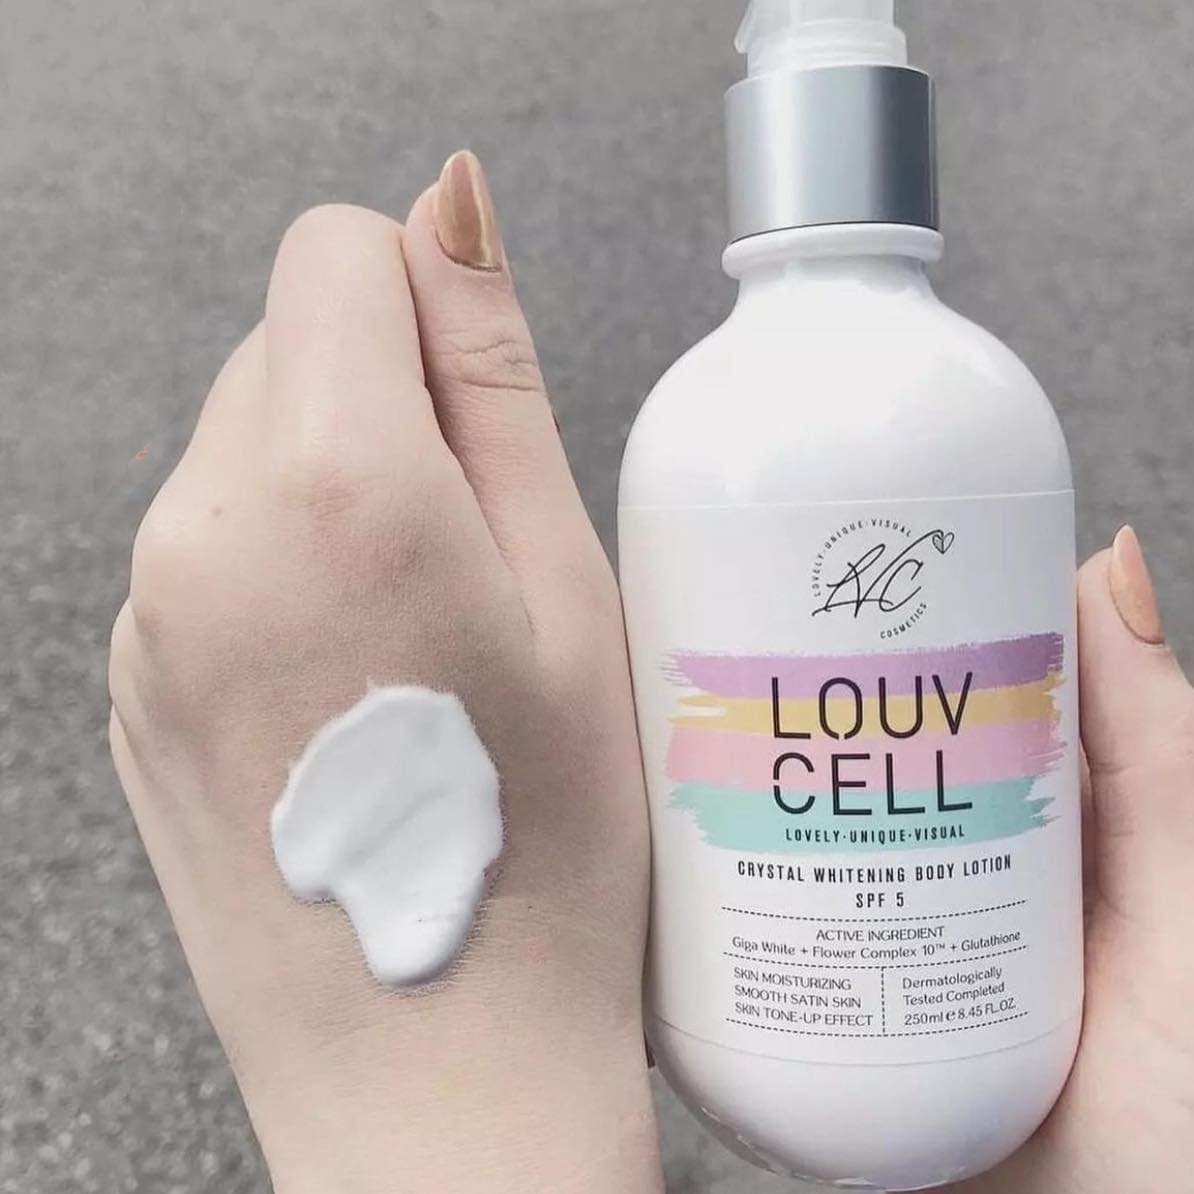 LOVELY·UNIQUE·VISUAL
LVC
COSMETICS
LOUV
CELL
LOVELY·UNIQUE·VISUAL
CRYSTAL WHITENING BODY LOTION
SPF 5
ACTIVE INGREDIENT
Giga White + Flower Complex 10™ + Glutathione
SKIN MOISTURIZING
SMOOTH SATIN SKIN
SKIN TONE-UP EFFECT
Dermatologically
Tested Completed
250ml e 8.45 FL.OZ.